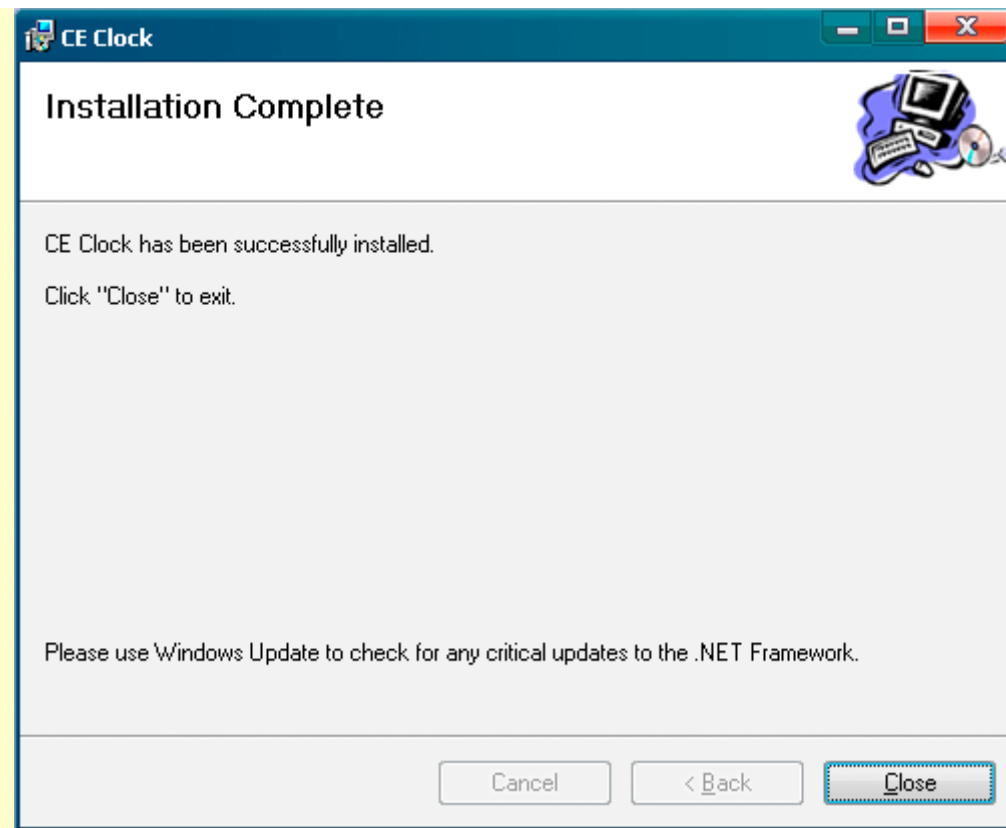 CE Clock
Installation Complete
CE Clock has been successfully installed.
Click "Close" to exit.
Please use Windows Update to check for any critical updates to the .NET Framework.
Cancel
< Back
Close